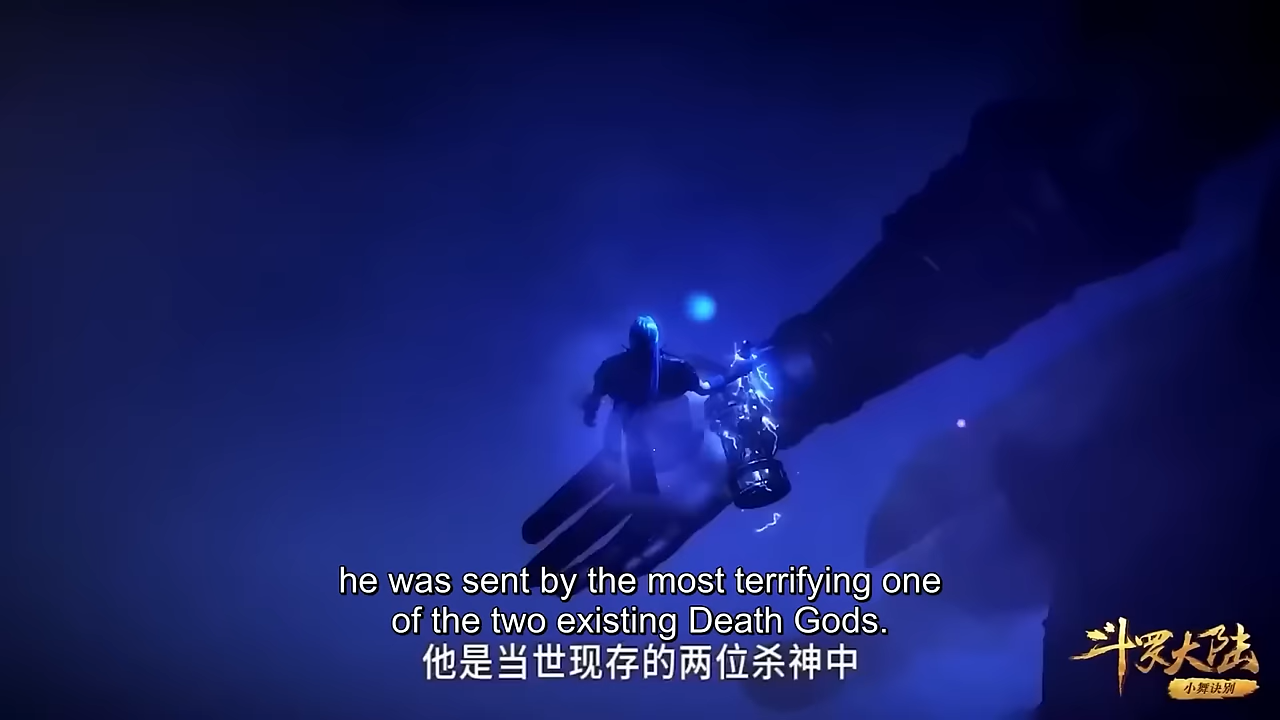 he was sent by the most terrifying one
of the two existing Death Gods.
他是当世现存的两位杀神中
斗罗大陆
小舞诀别